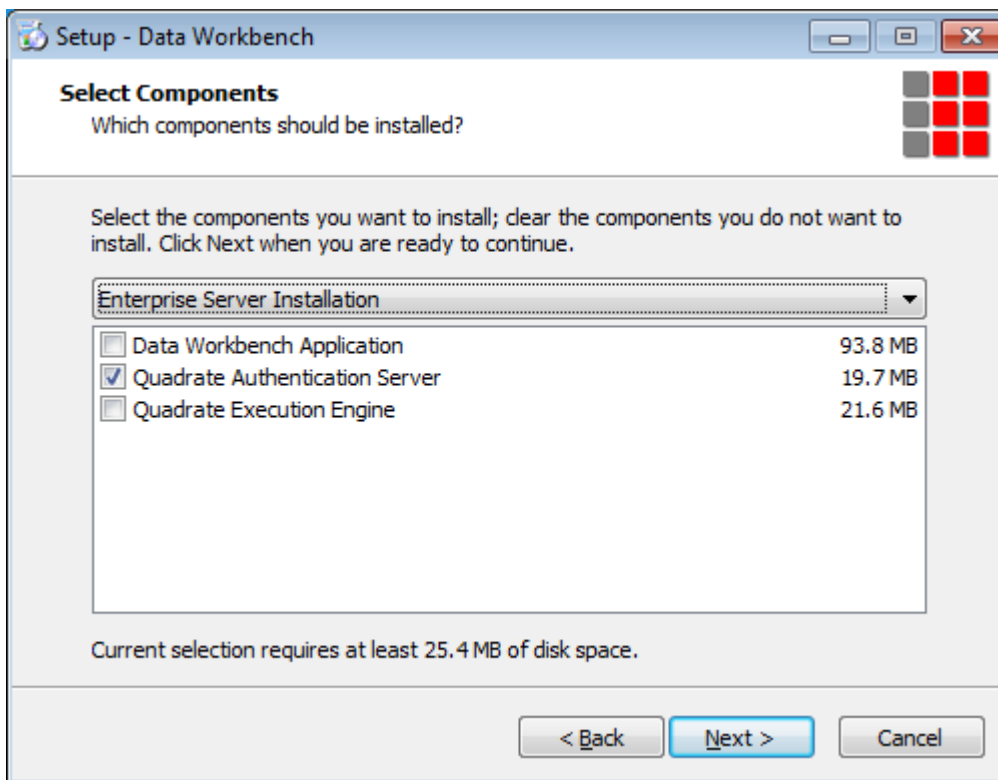 Setup - Data Workbench
Select Components
Which components should be installed?
Select the components you want to install; clear the components you do not want to
install. Click Next when you are ready to continue.
Enterprise Server Installation
Data Workbench Application 93.8 MB
Quadrate Authentication Server 19.7 MB
Quadrate Execution Engine 21.6 MB
Current selection requires at least 25.4 MB of disk space.
< Back Next > Cancel